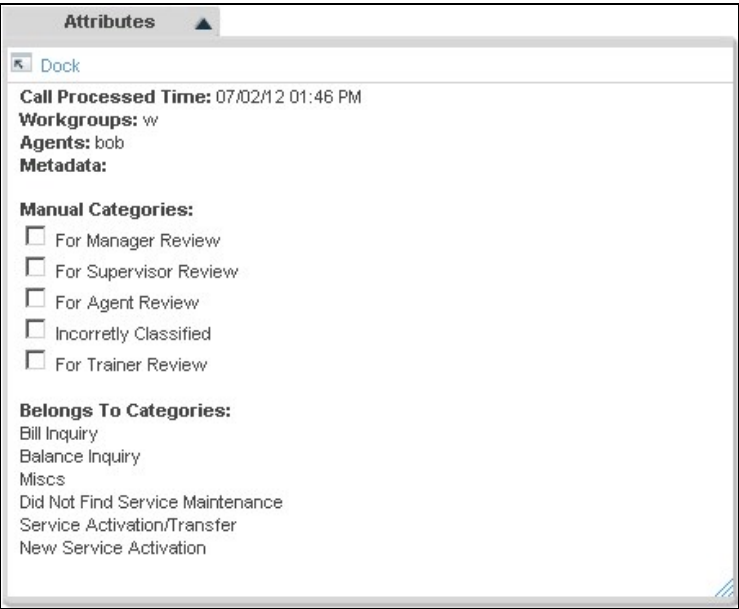 Attributes
Dock
Call Processed Time: 07/02/12 01:46 PM
Workgroups: w
Agents: bob
Metadata:
Manual Categories:
For Manager Review
For Supervisor Review
For Agent Review
Incorretly Classified
For Trainer Review
Belongs To Categories:
Bill Inquiry
Balance Inquiry
Miscs
Did Not Find Service Maintenance
Service Activation/Transfer
New Service Activation